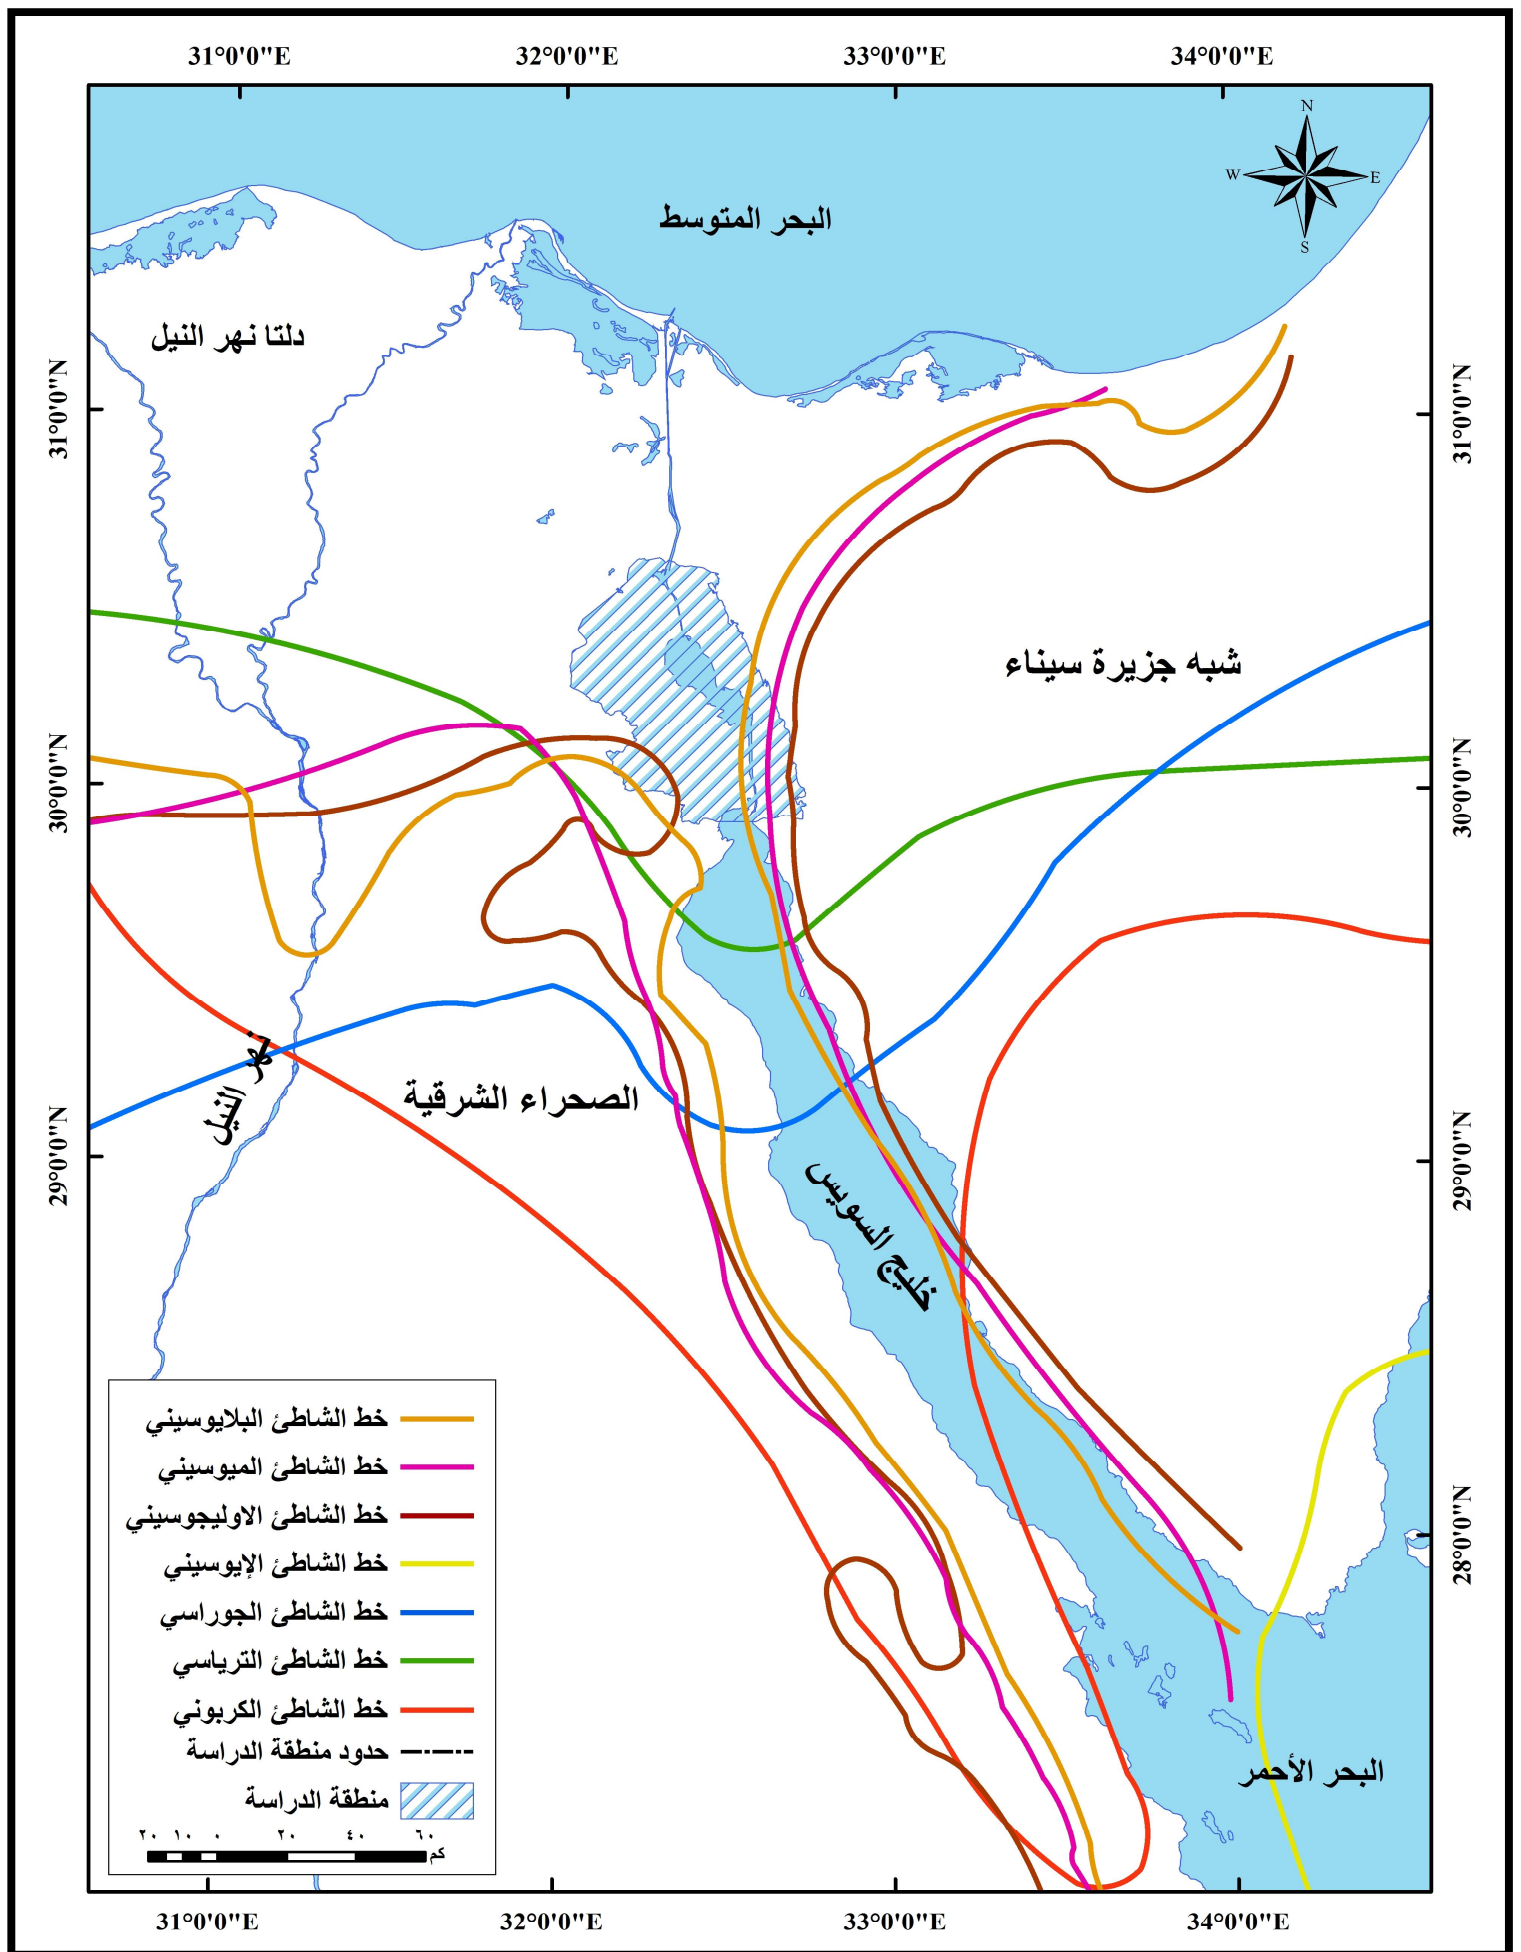 31°0'0"E 32°0'0"E 33°0'0"E 34°0'0"E
N
W E
S
البحر المتوسط
دلتا نهر النيل
31°0'0"N
31°0'0"N
شبه جزيرة سيناء
30°0'0"N
30°0'0"N
نهر النيل
الصحراء الشرقية
29°0'0"N
29°0'0"N
خليج السويس
خط الشاطئ البلايوسيني
خط الشاطئ الميوسيني
خط الشاطئ الاوليجوسيني
خط الشاطئ الإيوسيني
خط الشاطئ الجوراسي
خط الشاطئ الترياسي
خط الشاطئ الكربوني
حدود منطقة الدراسة
منطقة الدراسة
٢٠ ١٠ ٠ ٢٠ ٤٠ ٦٠
كم
28°0'0"N
البحر الأحمر
31°0'0"E 32°0'0"E 33°0'0"E 34°0'0"E